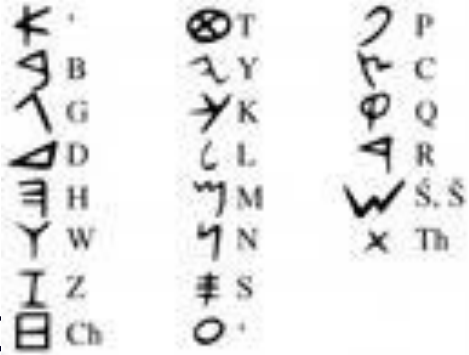 𐤀 '
𐤁 B
𐤂 G
𐤃 D
𐤄 H
𐤅 W
𐤆 Z
𐤇 Ch
𐤈 T
𐤉 Y
𐤊 K
𐤋 L
𐤌 M
𐤍 N
𐤎 S
𐤏 '
𐤐 P
𐤑 C
𐤒 Q
𐤓 R
𐤔 Ś, Š
𐤕 Th